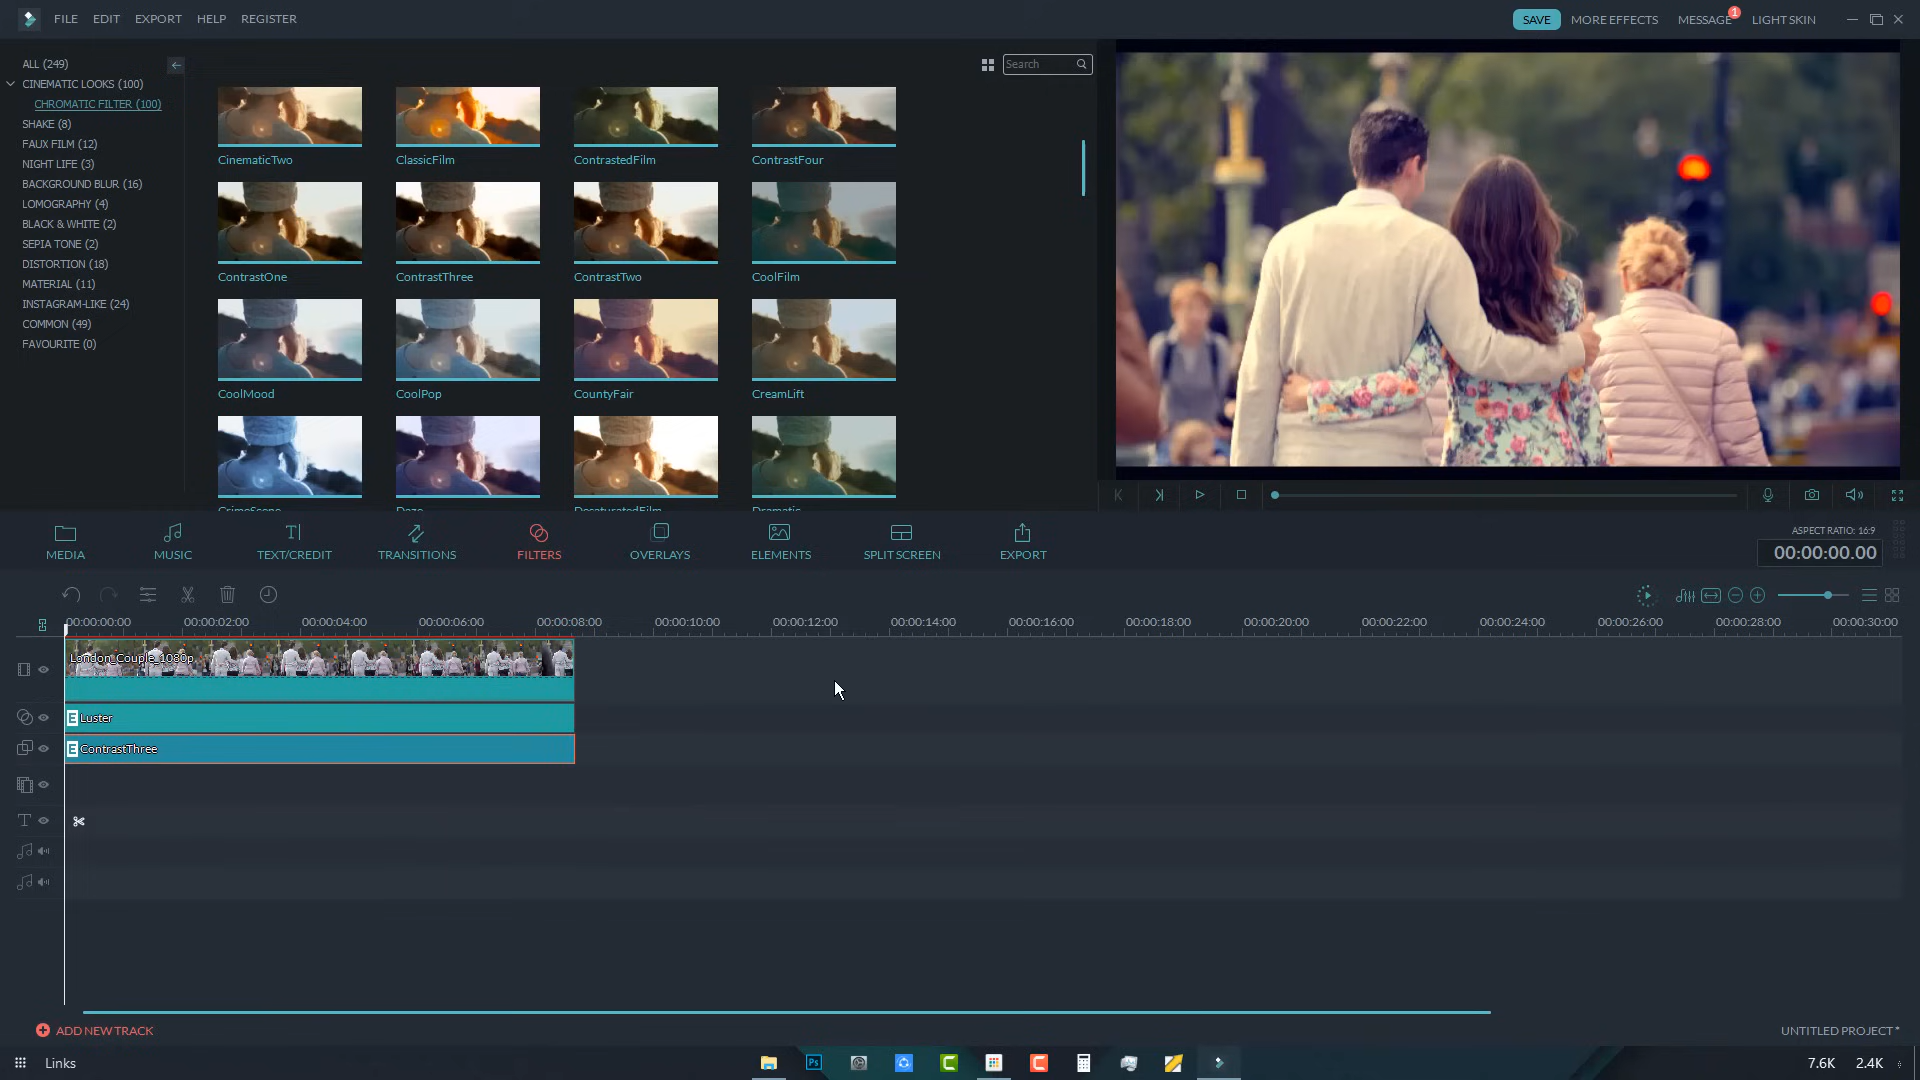 FILE EDIT EXPORT HELP REGISTER SAVE MORE EFFECTS MESSAGE 1 LIGHT SKIN
ALL (249)
CINEMATIC LOOKS (100)
CHROMATIC FILTER (100)
SHAKE (8)
FAUX FILM (12)
NIGHT LIFE (3)
BACKGROUND BLUR (16)
LOMOGRAPHY (4)
BLACK & WHITE (2)
SEPIA TONE (2)
DISTORTION (18)
MATERIAL (11)
INSTAGRAM-LIKE (24)
COMMON (49)
FAVOURITE (0)
Search
CinematicTwo ClassicFilm ContrastedFilm ContrastFour
ContrastOne ContrastThree ContrastTwo CoolFilm
CoolMood CoolPop CountyFair CreamLift
CrimeScene Daze DesaturatedFilm Dramatic
MEDIA MUSIC TEXT/CREDIT TRANSITIONS FILTERS OVERLAYS ELEMENTS SPLIT SCREEN EXPORT
ASPECT RATIO: 16:9
00:00:00.00
00:00:00:00 00:00:02:00 00:00:04:00 00:00:06:00 00:00:08:00 00:00:10:00 00:00:12:00 00:00:14:00 00:00:16:00 00:00:18:00 00:00:20:00 00:00:22:00 00:00:24:00 00:00:26:00 00:00:28:00 00:00:30:00
London_Couple_1080p
E Luster
E ContrastThree
ADD NEW TRACK
UNTITLED PROJECT *
Links
Ps
7.6K 2.4K